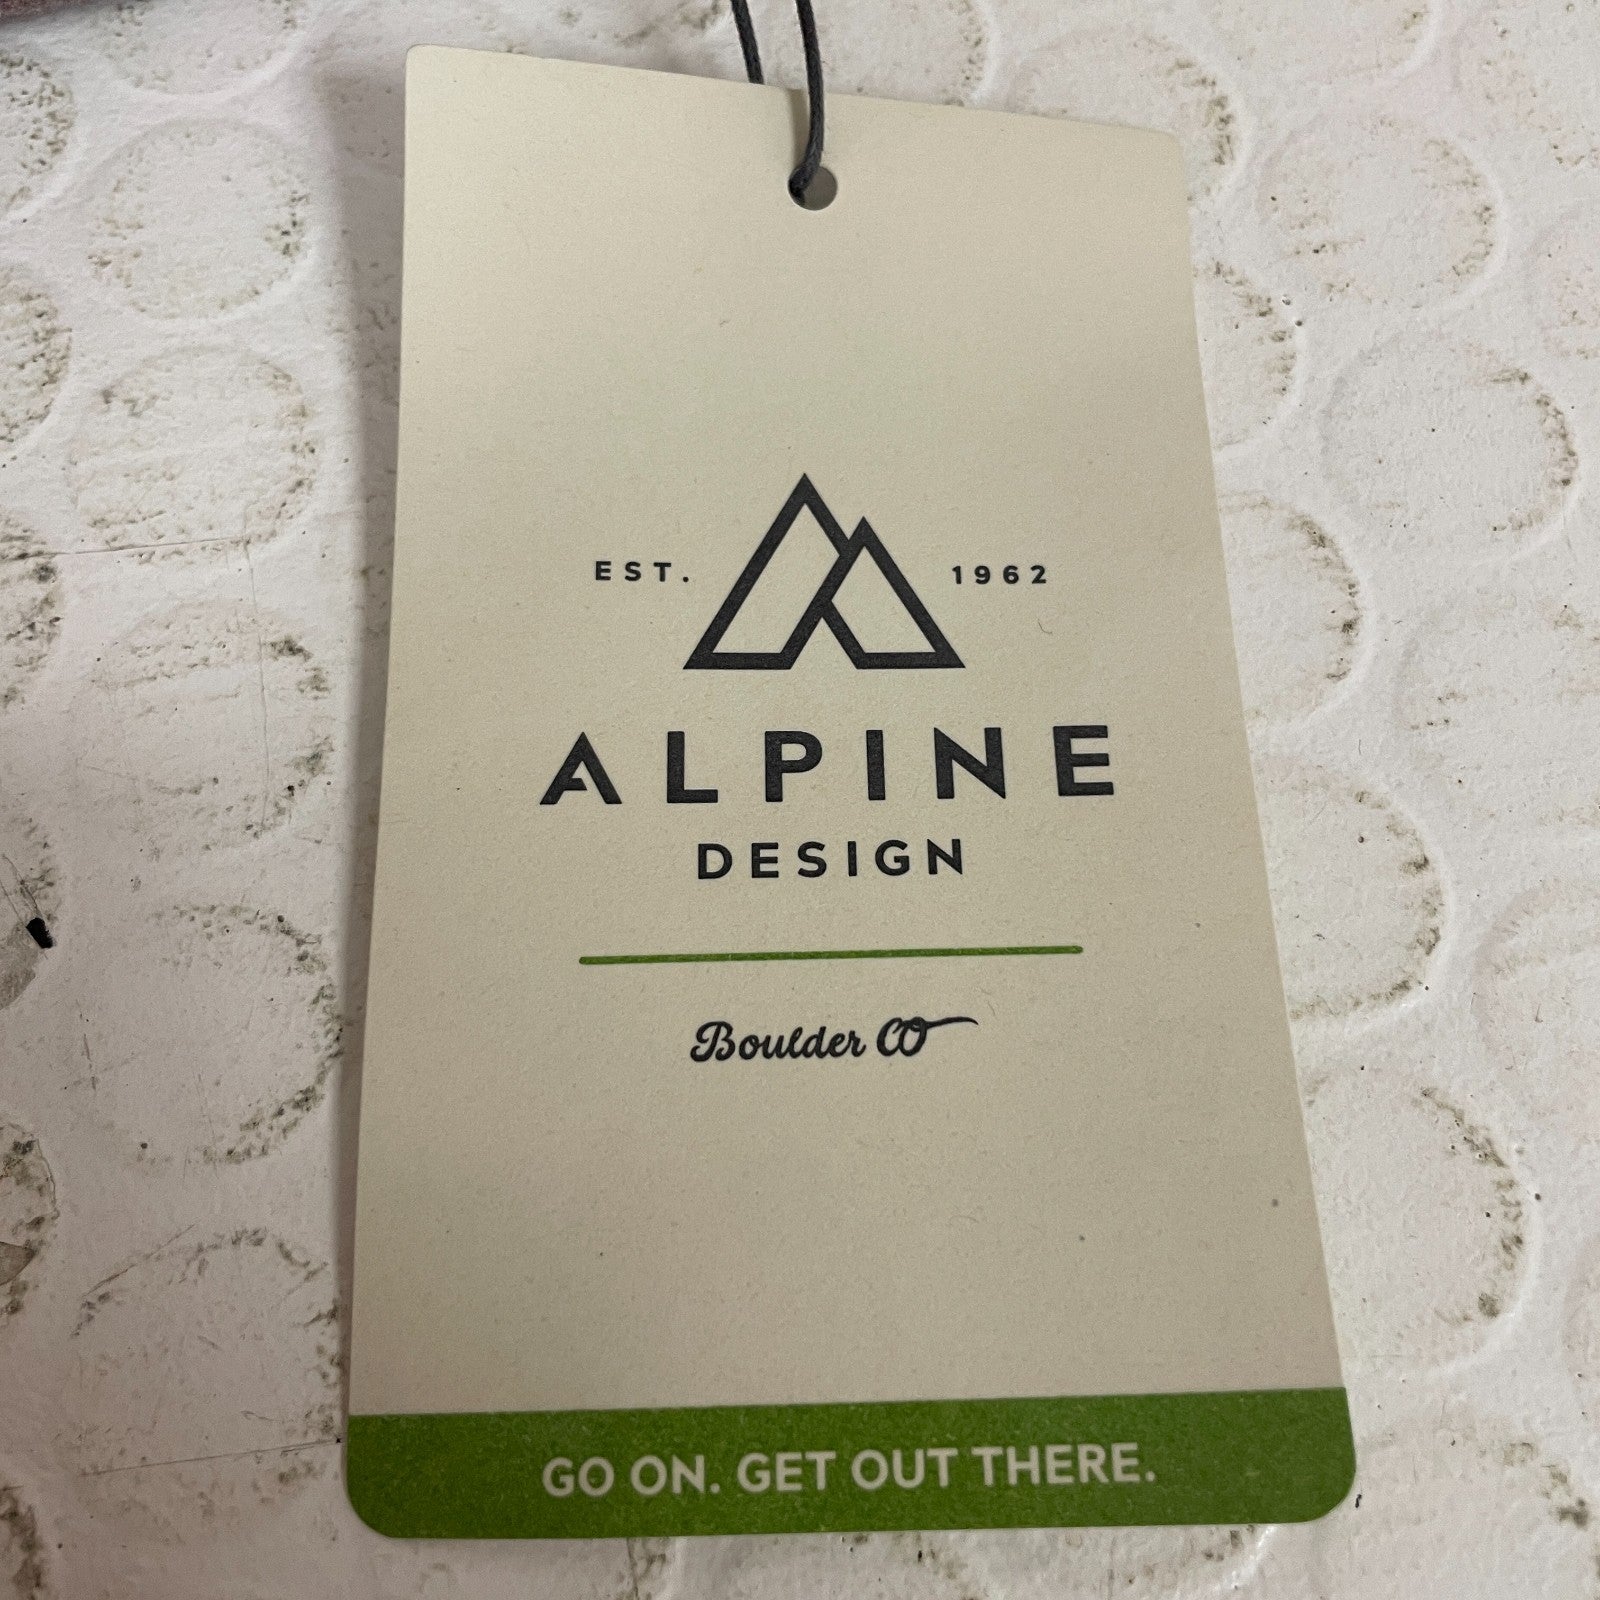 EST. 1962
ALPINE
DESIGN
Boulder CO
GO ON. GET OUT THERE.